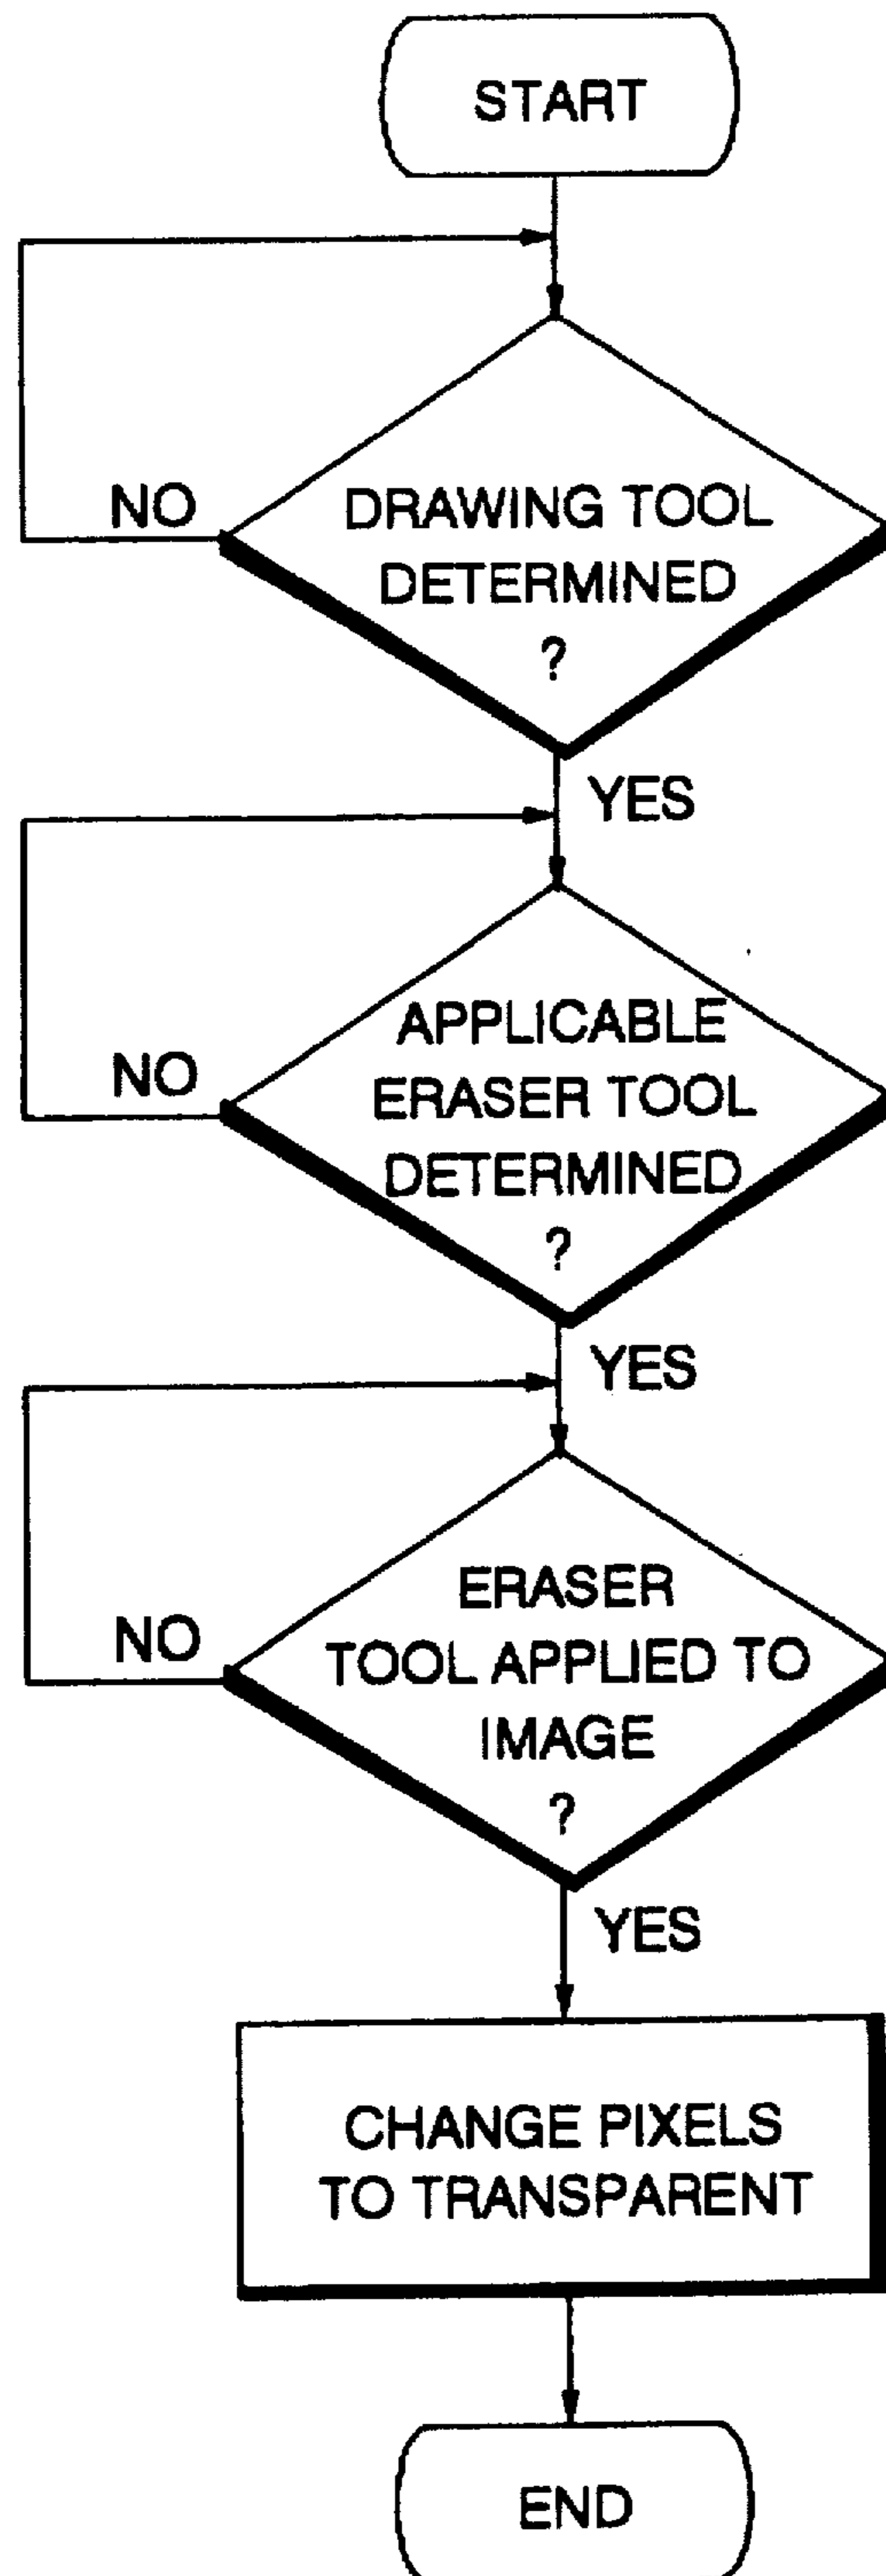 START
NO
DRAWING TOOL
DETERMINED
?
YES
NO
APPLICABLE
ERASER TOOL
DETERMINED
?
YES
NO
ERASER
TOOL APPLIED TO
IMAGE
?
YES
CHANGE PIXELS
TO TRANSPARENT
END